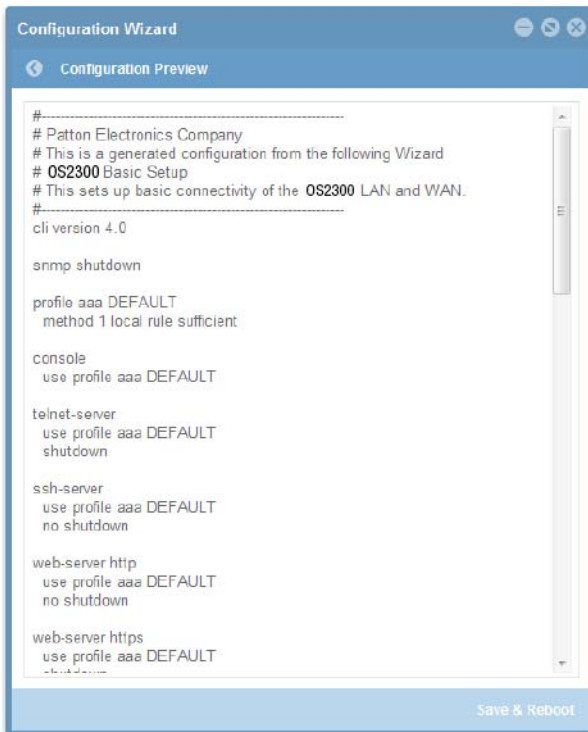 Configuration Wizard
Configuration Preview
#--------------------------------------------------------------
# Patton Electronics Company
# This is a generated configuration from the following Wizard
# OS2300 Basic Setup
# This sets up basic connectivity of the OS2300 LAN and WAN.
#--------------------------------------------------------------
cli version 4.0
snmp shutdown
profile aaa DEFAULT
method 1 local rule sufficient
console
use profile aaa DEFAULT
telnet-server
use profile aaa DEFAULT
shutdown
ssh-server
use profile aaa DEFAULT
no shutdown
web-server http
use profile aaa DEFAULT
no shutdown
web-server https
use profile aaa DEFAULT
Save & Reboot